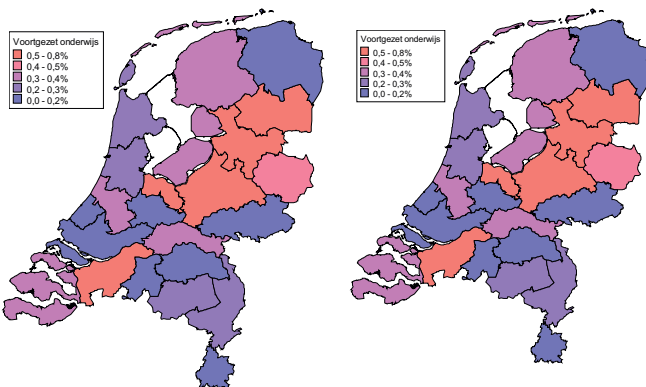 Voortgezet onderwijs
0,5 - 0,8%
0,4 - 0,5%
0,3 - 0,4%
0,2 - 0,3%
0,0 - 0,2%
Voortgezet onderwijs
0,5 - 0,8%
0,4 - 0,5%
0,3 - 0,4%
0,2 - 0,3%
0,0 - 0,2%